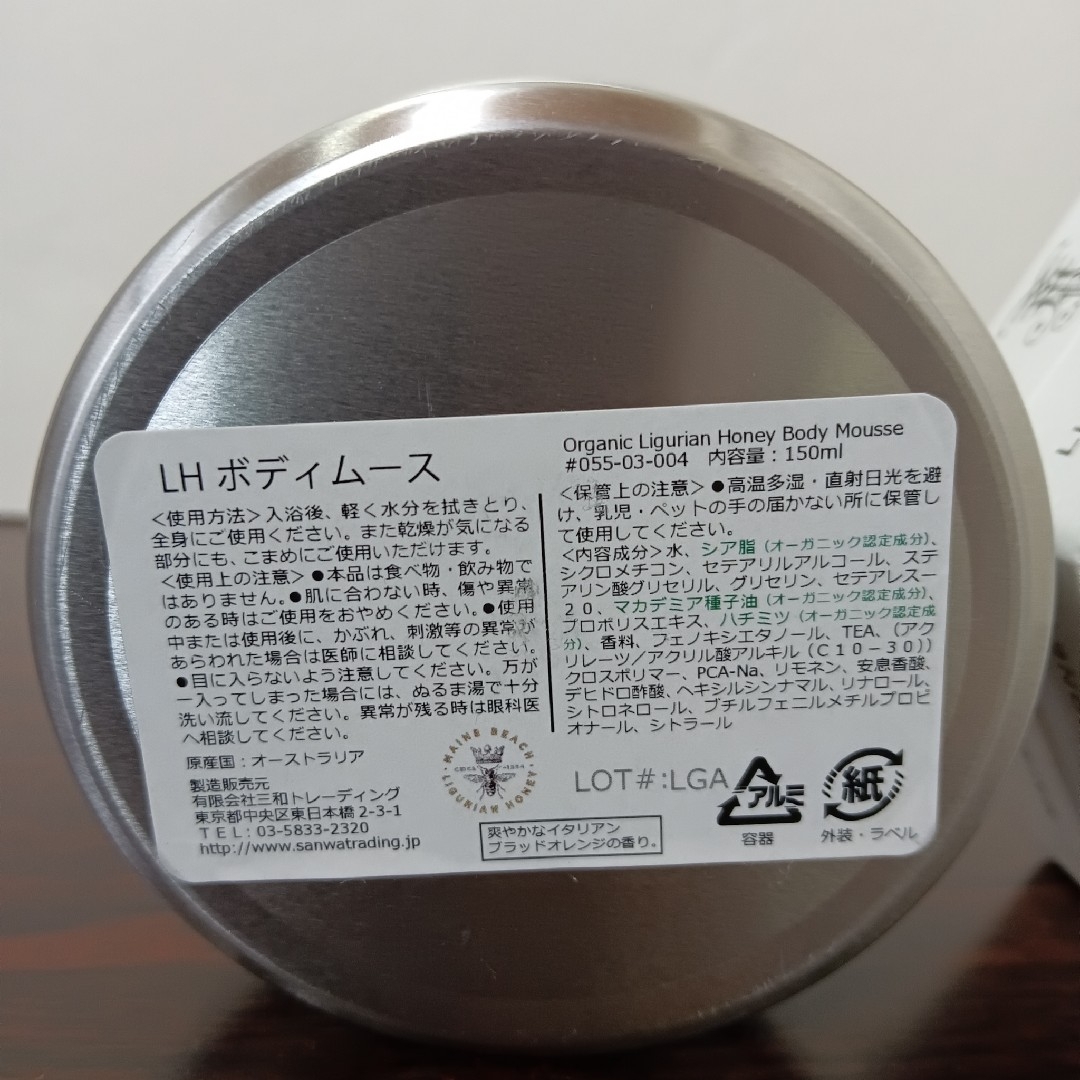 LH ボディムース
<使用方法>入浴後、軽く水分を拭きとり、
全身にご使用ください。また乾燥が気になる
部分にも、こまめにご使用いただけます。
<使用上の注意>●本品は食べ物・飲み物で
はありません。●肌に合わない時、傷や異常
のある時はご使用をおやめください。●使用
中または使用後に、かぶれ、刺激等の異常が
あらわれた場合は医師に相談してください。
●目に入らないよう注意してください。万が
一入ってしまった場合には、ぬるま湯で十分
洗い流してください。異常が残る時は眼科医
へ相談してください。
原産国：オーストラリア
製造販売元
有限会社三和トレーディング
東京都中央区東日本橋 2-3-1
TEL: 03-5833-2320
http://www.sanwatrading.jp
Organic Ligurian Honey Body Mousse
#055-03-004 内容量：150ml
<保管上の注意>●高温多湿・直射日光を避
け、乳児・ペットの手の届かない所に保管し
て使用してください。
<内容成分>水、シア脂（オーガニック認定成分）、
シクロメチコン、セテアリルアルコール、ステ
アリン酸グリセリル、グリセリン、セテアレスー
２０、マカデミア種子油（オーガニック認定成分）、
プロポリスエキス、ハチミツ（オーガニック認定成
分）、香料、フェノキシエタノール、TEA、（アク
リレーツ／アクリル酸アルキル（Ｃ１０－３０））
クロスポリマー、PCA-Na、リモネン、安息香酸、
デヒドロ酢酸、ヘキシルシンナマル、リナロール、
シトロネロール、ブチルフェニルメチルプロピ
オナール、シトラール
MAINE BEACH
LIGURIAN HONEY
LOT#:LGA
爽やかなイタリアン
ブラッドオレンジの香り。
アルミ
容器
紙
外装・ラベル